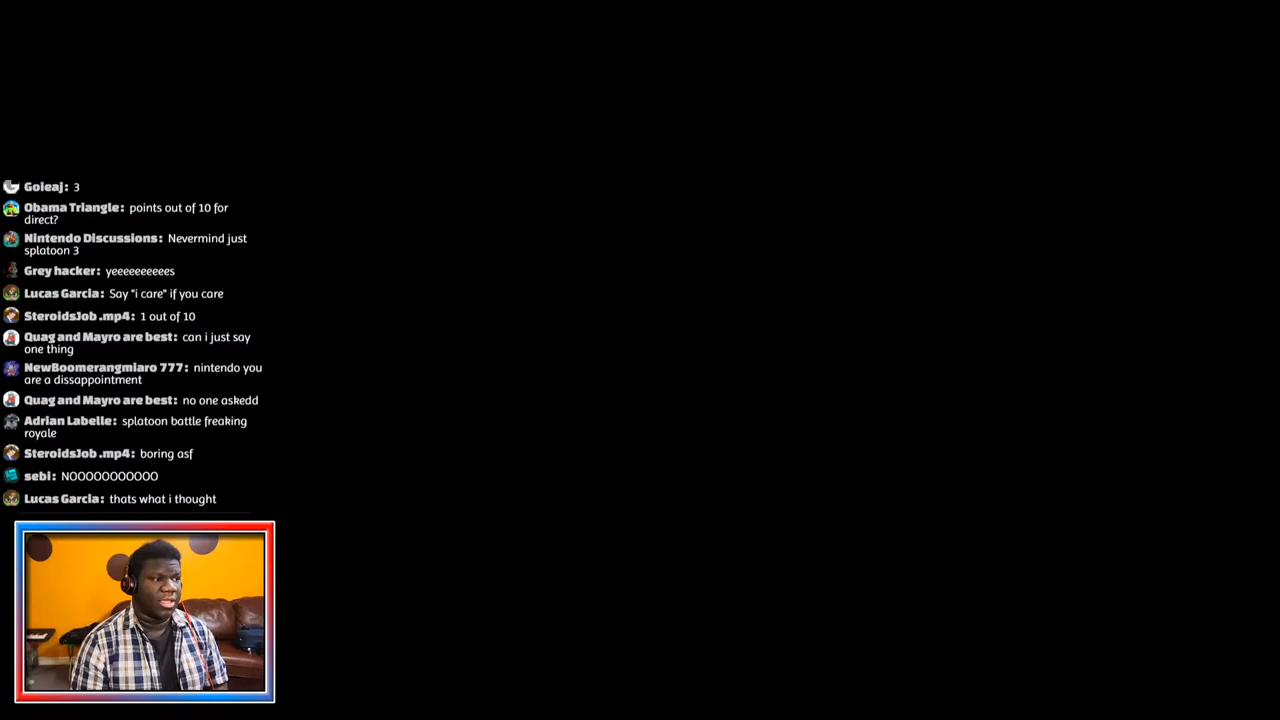 Goleaj: 3
Obama Triangle: points out of 10 for
direct?
Nintendo Discussions: Nevermind just
splatoon 3
Grey hacker: yeeeeeeeeees
Lucas Garcia: Say "i care" if you care
SteroidsJob .mp4: 1 out of 10
Quag and Mayro are best: can i just say
one thing
NewBoomerangmiaro 777: nintendo you
are a dissappointment
Quag and Mayro are best: no one askedd
Adrian Labelle: splatoon battle freaking
royale
SteroidsJob .mp4: boring asf
sebi: NOOOOOOOOOOO
Lucas Garcia: thats what i thought